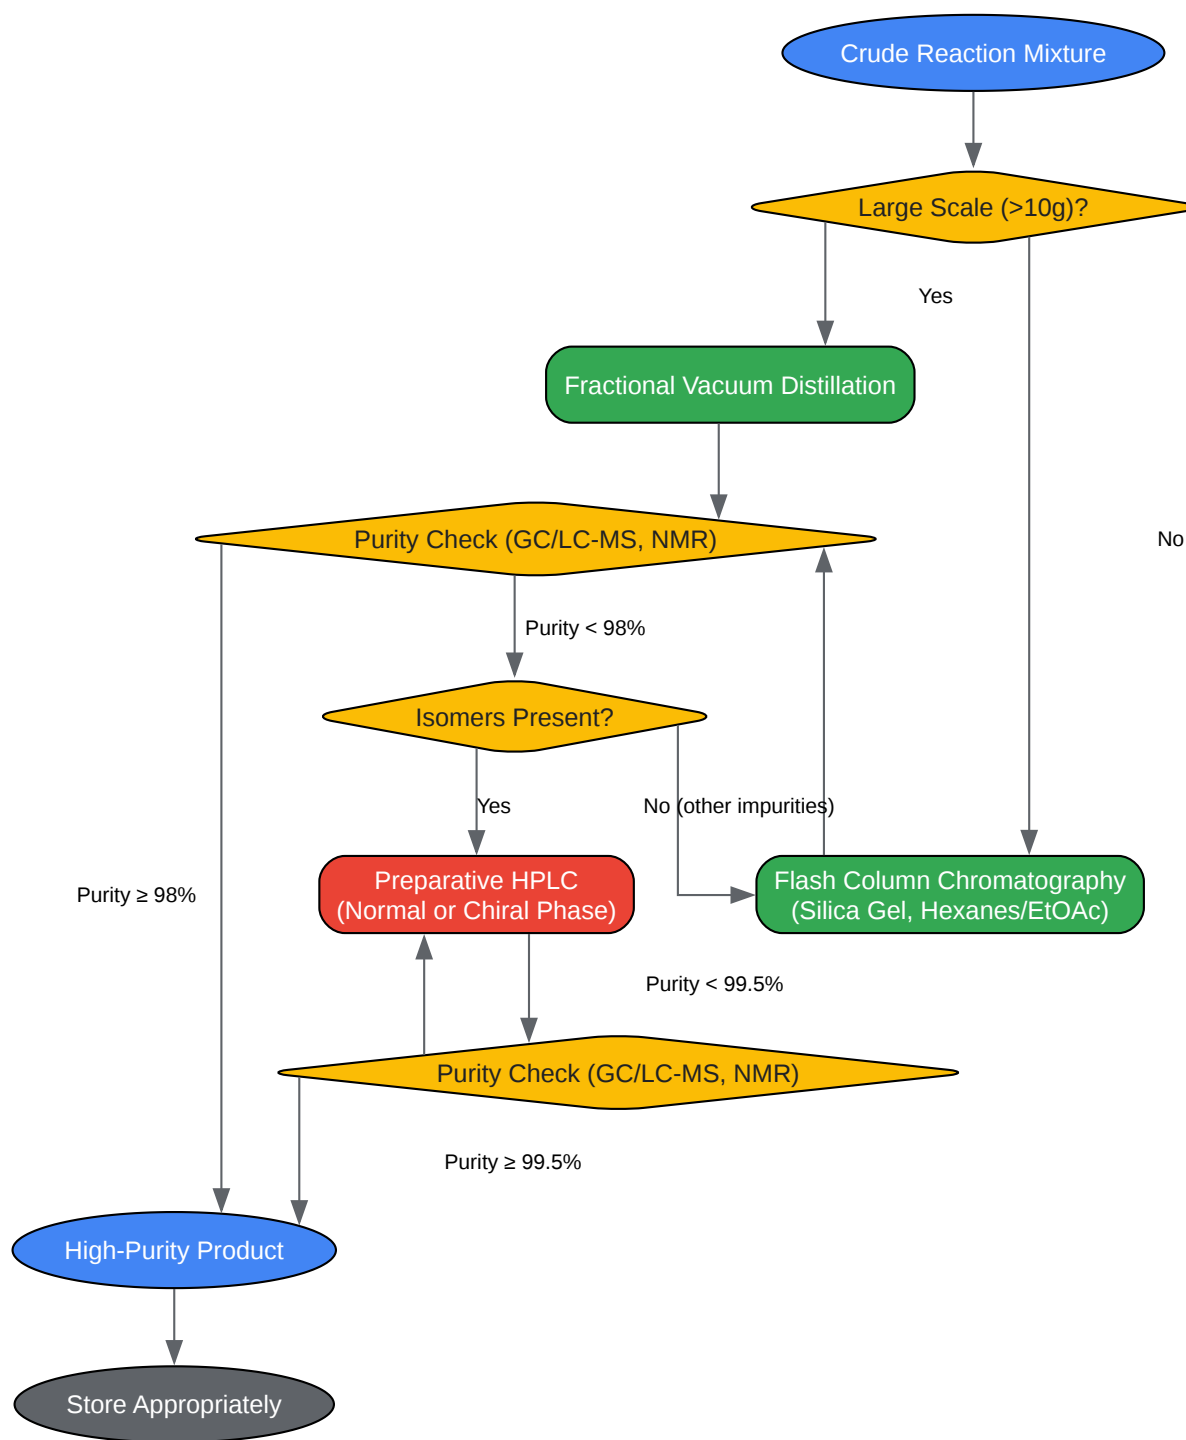 Crude Reaction Mixture
Large Scale (>10g)?
Yes
Fractional Vacuum Distillation
Purity Check (GC/LC-MS, NMR)
No
Purity < 98%
Isomers Present?
Yes
No (other impurities)
Purity ≥ 98%
Preparative HPLC
(Normal or Chiral Phase)
Flash Column Chromatography
(Silica Gel, Hexanes/EtOAc)
Purity < 99.5%
Purity Check (GC/LC-MS, NMR)
Purity ≥ 99.5%
High-Purity Product
Store Appropriately